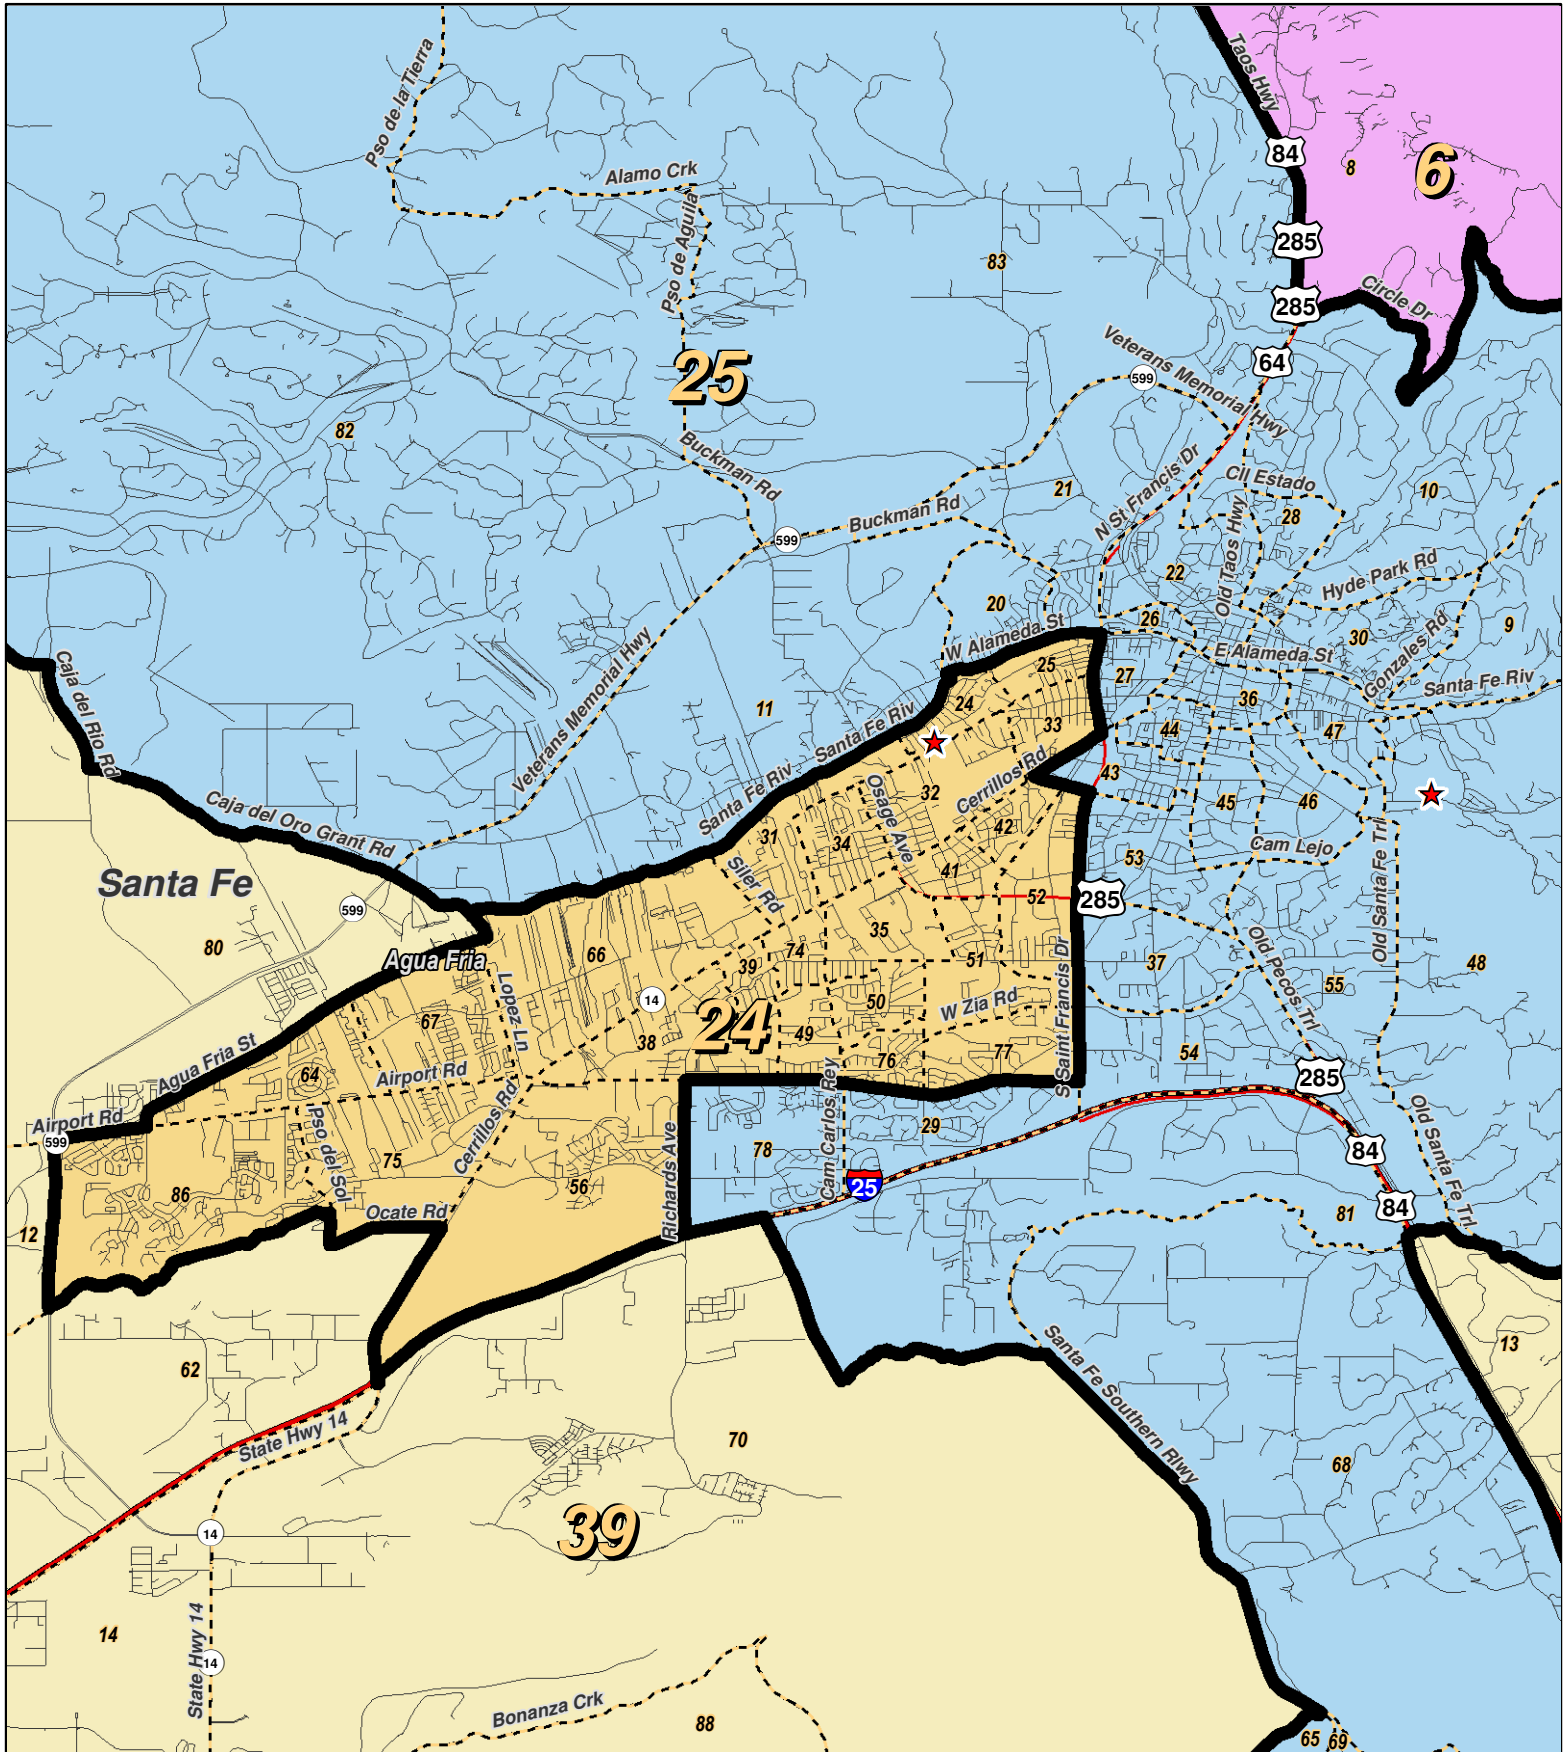 Taos Hwy
Pso de la Tierra
84
8
6
Alamo Crk
Pso de Aguila
285
83
285
Circle Dr
25
64
Veterans Memorial Hwy
599
82
Buckman Rd
N St Francis Dr
Cll Estado
21
10
28
Buckman Rd
599
Old Taos Hwy
22
Hyde Park Rd
20
26
30
9
W Alameda St
E Alameda St
Gonzales Rd
25
27
Santa Fe Riv
Caja del Rio Rd
Veterans Memorial Hwy
11
Santa Fe Riv
24
36
33
44
47
43
Santa Fe Riv
32
Cerrillos Rd
45
46
Caja del Oro Grant Rd
31
34
Osage Ave
42
Cam Lejo
53
Santa Fe
Siler Rd
41
52
285
599
35
Old Santa Fe Trl
80
Agua Fria
66
39
74
51
37
Old Pecos Trl
48
55
Lopez Ln
14
50
W Zia Rd
67
24
49
S Saint Francis Dr
38
76
77
54
Agua Fria St
64
Airport Rd
285
Airport Rd
599
Cerrillos Rd
Pso del Sol
Richards Ave
Cam Carlos Rey
29
Old Santa Fe Trl
78
84
75
86
56
25
84
Ocate Rd
81
12
62
13
Santa Fe Southern Rlwy
State Hwy 14
70
68
39
14
14
State Hwy 14
14
Bonanza Crk
88
65
69